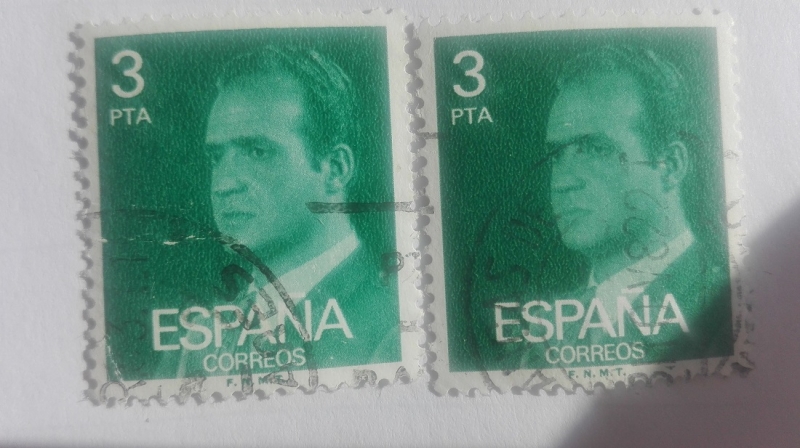 3
PTA
ESPAÑA
CORREOS
F. N. M. T.
3
PTA
ESPAÑA
CORREOS
F. N. M. T.